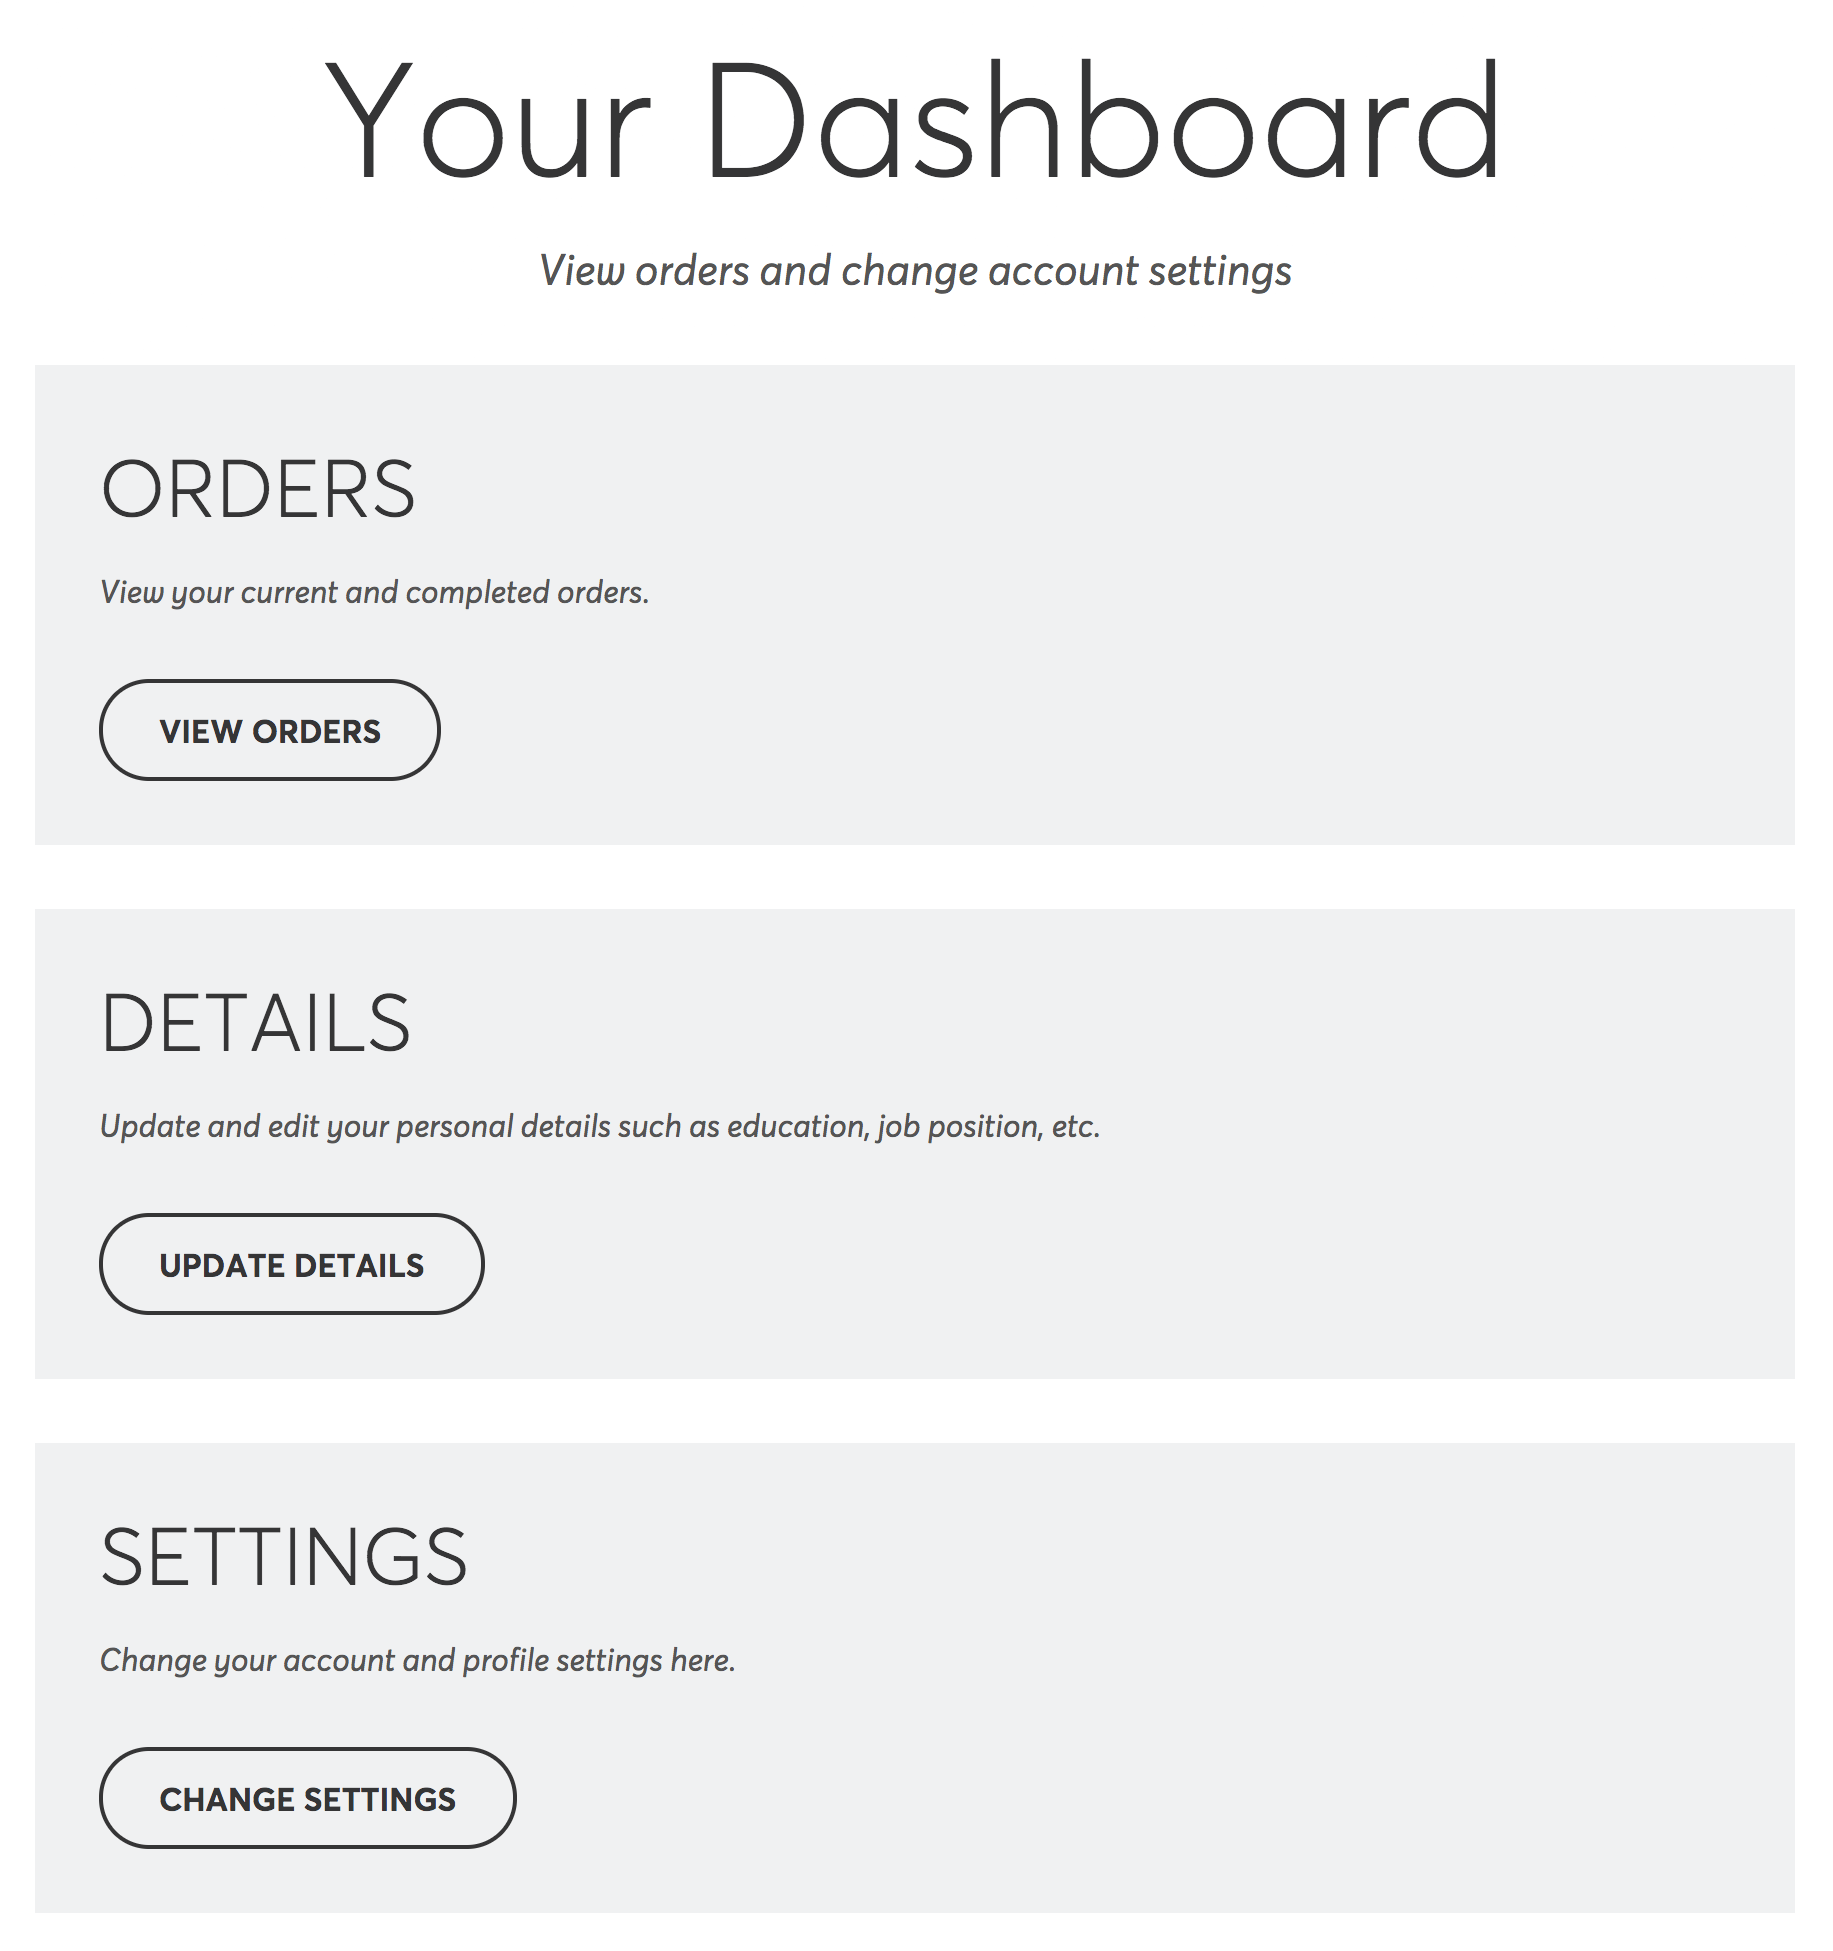 Your Dashboard
View orders and change account settings
ORDERS
View your current and completed orders.
VIEW ORDERS
DETAILS
Update and edit your personal details such as education, job position, etc.
UPDATE DETAILS
SETTINGS
Change your account and profile settings here.
CHANGE SETTINGS